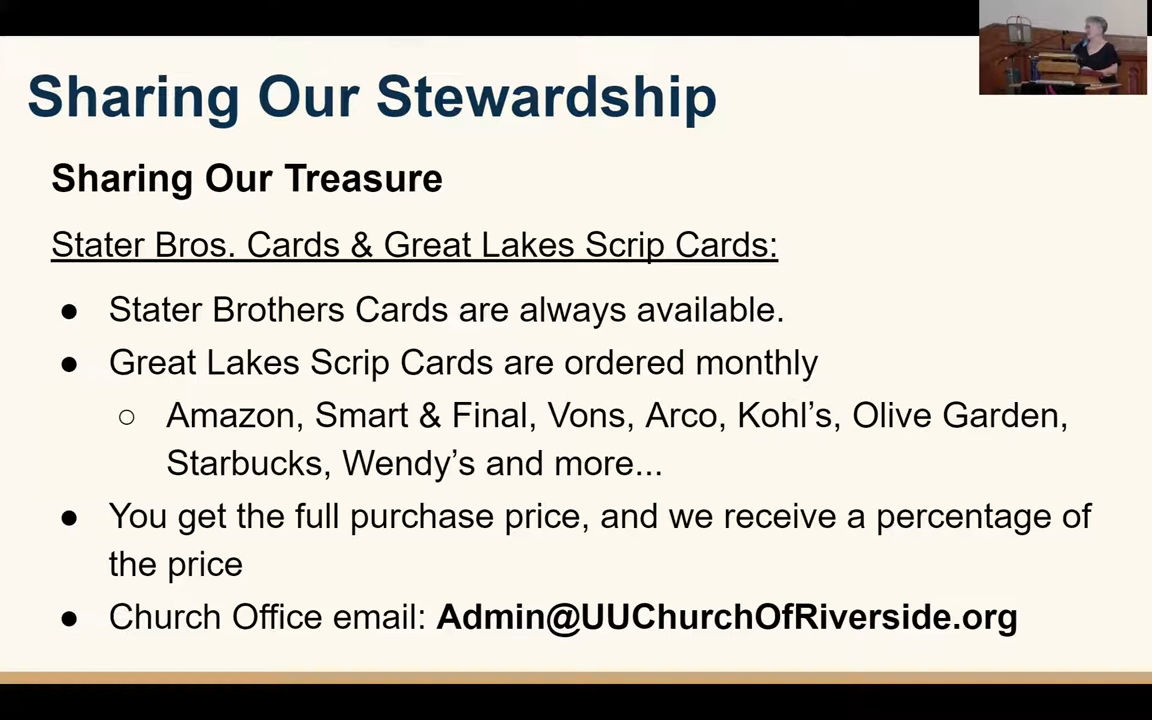 Sharing Our Stewardship
Sharing Our Treasure
Stater Bros. Cards & Great Lakes Scrip Cards:
● Stater Brothers Cards are always available.
● Great Lakes Scrip Cards are ordered monthly
○ Amazon, Smart & Final, Vons, Arco, Kohl’s, Olive Garden,
Starbucks, Wendy’s and more...
● You get the full purchase price, and we receive a percentage of
the price
● Church Office email: Admin@UUChurchOfRiverside.org